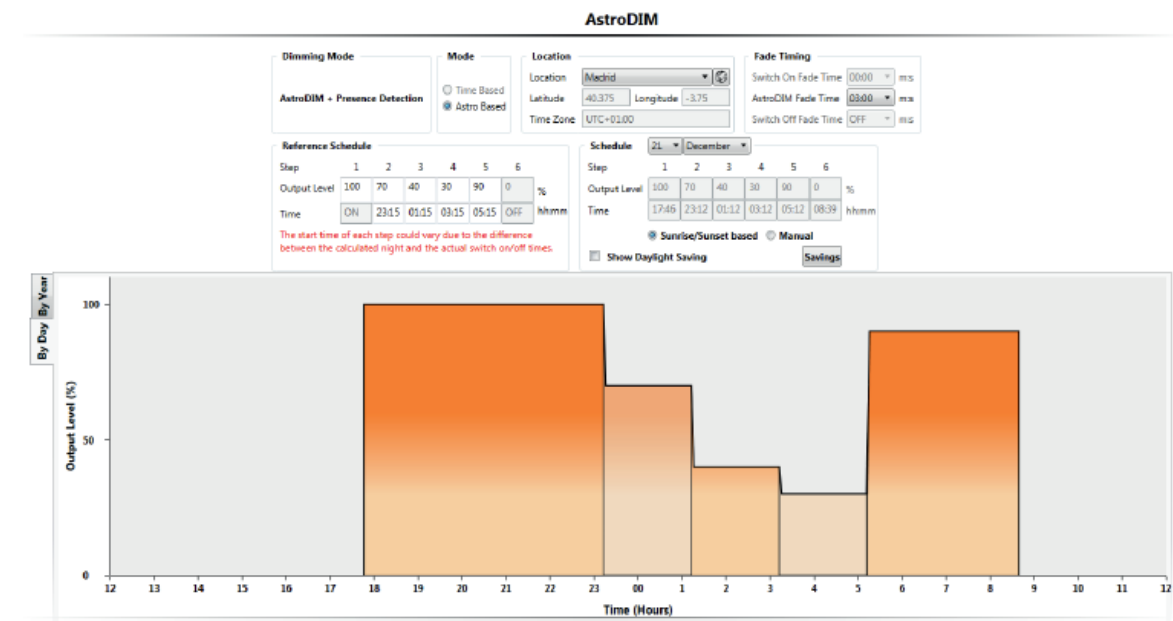 AstroDIM
Dimming Mode
AstroDIM + Presence Detection
Mode
Time Based
Astro Based
Location
Location Madrid
Latitude 40.375 Longitude -3.75
Time Zone UTC+01:00
Fade Timing
Switch On Fade Time 00:00 m:s
AstroDIM Fade Time 03:00 m:s
Switch Off Fade Time OFF m:s
Reference Schedule
Step 1 2 3 4 5 6
Output Level 100 70 40 30 90 0 %
Time ON 23:15 01:15 03:15 05:15 OFF hh:mm
The start time of each step could vary due to the difference
between the calculated night and the actual switch on/off times.
Schedule 21 December
Step 1 2 3 4 5 6
Output Level 100 70 40 30 90 0 %
Time 17:46 23:12 01:12 03:12 05:12 08:39 hh:mm
Sunrise/Sunset based Manual
Show Daylight Saving Savings
By Year
By Day
Output Level (%)
100
50
0
12 13 14 15 16 17 18 19 20 21 22 23 00 1 2 3 4 5 6 7 8 9 10 11 12
Time (Hours)